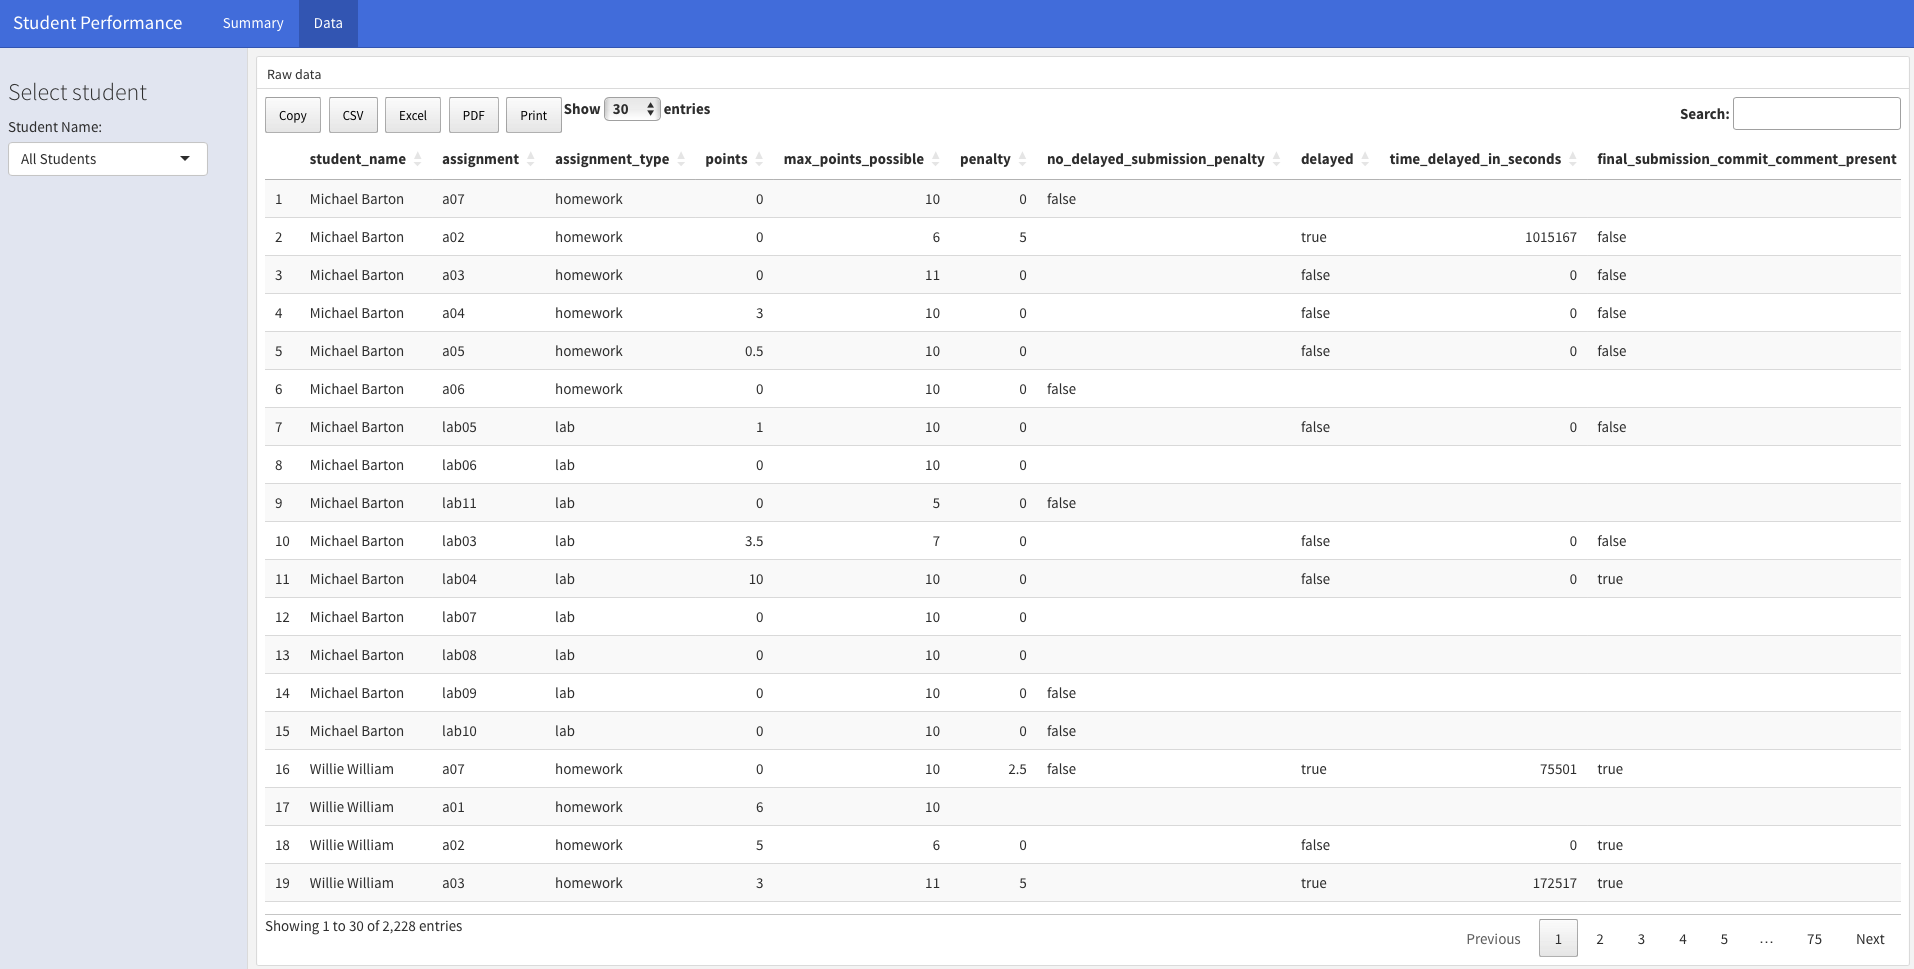 Student Performance Summary Data
Select student
Student Name:
All Students
Raw data
Copy CSV Excel PDF Print Show 30 entries Search:
student_name assignment assignment_type points max_points_possible penalty no_delayed_submission_penalty delayed time_delayed_in_seconds final_submission_commit_comment_present
1 Michael Barton a07 homework 0 10 0 false
2 Michael Barton a02 homework 0 6 5 true 1015167 false
3 Michael Barton a03 homework 0 11 0 false 0 false
4 Michael Barton a04 homework 3 10 0 false 0 false
5 Michael Barton a05 homework 0.5 10 0 false 0 false
6 Michael Barton a06 homework 0 10 0 false
7 Michael Barton lab05 lab 1 10 0 false 0 false
8 Michael Barton lab06 lab 0 10 0
9 Michael Barton lab11 lab 0 5 0 false
10 Michael Barton lab03 lab 3.5 7 0 false 0 false
11 Michael Barton lab04 lab 10 10 0 false 0 true
12 Michael Barton lab07 lab 0 10 0
13 Michael Barton lab08 lab 0 10 0
14 Michael Barton lab09 lab 0 10 0 false
15 Michael Barton lab10 lab 0 10 0 false
16 Willie William a07 homework 0 10 2.5 false true 75501 true
17 Willie William a01 homework 6 10
18 Willie William a02 homework 5 6 0 false 0 true
19 Willie William a03 homework 3 11 5 true 172517 true
Showing 1 to 30 of 2,228 entries
Previous 1 2 3 4 5 … 75 Next